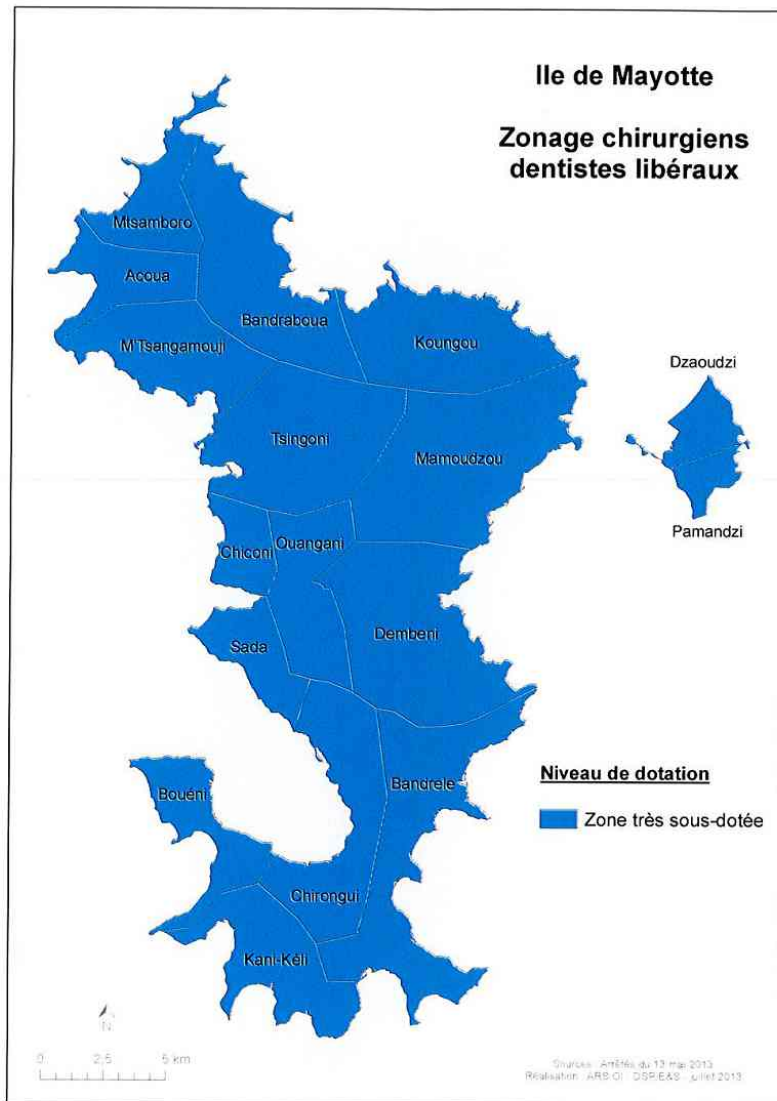 Ile de Mayotte
Zonage chirurgiens
dentistes libéraux
Mtsamboro
Acoua
Bandraboua
M'Tsangamouji
Koungou
Dzaoudzi
Tsingoni
Mamoudzou
Pamandzi
Chiconi
Ouangani
Sada
Dembeni
Niveau de dotation
Zone très sous-dotée
Bandrele
Bouéni
Chirongui
Kani-Kéli
N
0 2,5 5 km
Sources : Arrêtés du 13 mai 2013
Réalisation : ARS OI - DSP/E&S - juillet 2013